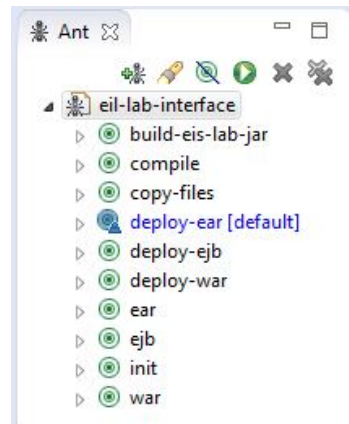 Ant
eil-lab-interface
build-eis-lab-jar
compile
copy-files
deploy-ear [default]
deploy-ejb
deploy-war
ear
ejb
init
war